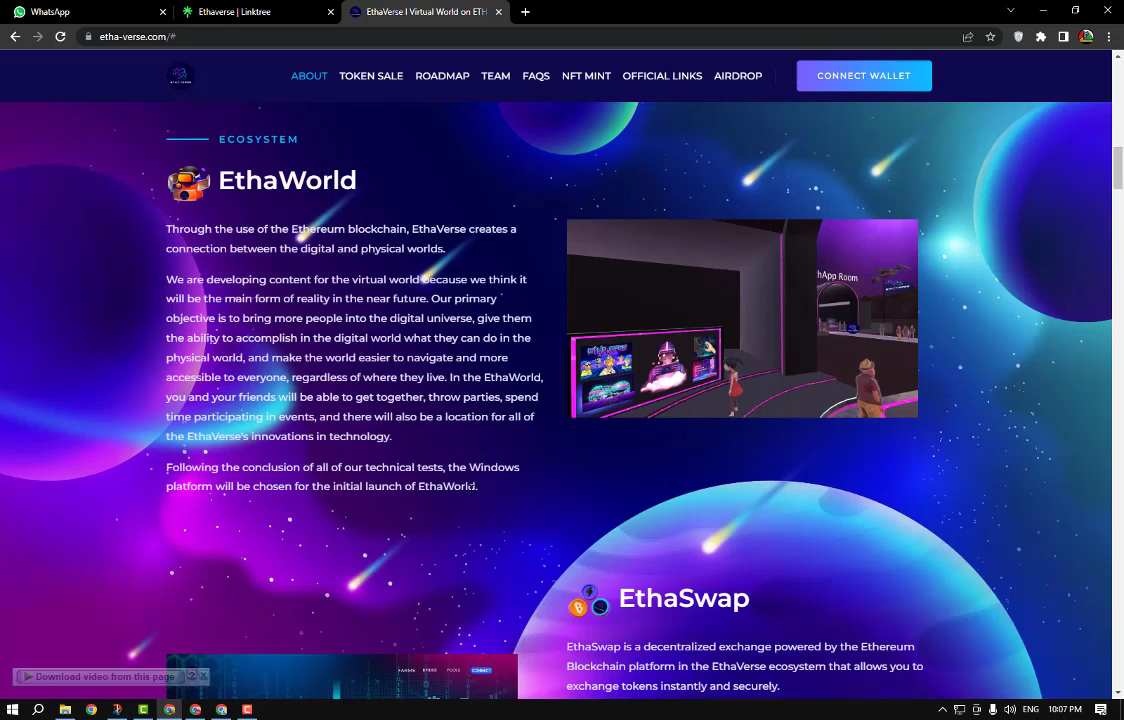 WhatsApp
Ethaverse | Linktree
EthaVerse I Virtual World on ETH
etha-verse.com/#
ABOUT TOKEN SALE ROADMAP TEAM FAQS NFT MINT OFFICIAL LINKS AIRDROP CONNECT WALLET
ECOSYSTEM
EthaWorld
Through the use of the Ethereum blockchain, EthaVerse creates a
connection between the digital and physical worlds.
We are developing content for the virtual world because we think it
will be the main form of reality in the near future. Our primary
objective is to bring more people into the digital universe, give them
the ability to accomplish in the digital world what they can do in the
physical world, and make the world easier to navigate and more
accessible to everyone, regardless of where they live. In the EthaWorld,
you and your friends will be able to get together, throw parties, spend
time participating in events, and there will also be a location for all of
the EthaVerse's innovations in technology.
Following the conclusion of all of our technical tests, the Windows
platform will be chosen for the initial launch of EthaWorld.
hApp Room
EthaSwap
EthaSwap is a decentralized exchange powered by the Ethereum
Blockchain platform in the EthaVerse ecosystem that allows you to
exchange tokens instantly and securely.
FARMS BRIDGE TOOLS CONNECT
Download video from this page ? X
ENG 10:07 PM